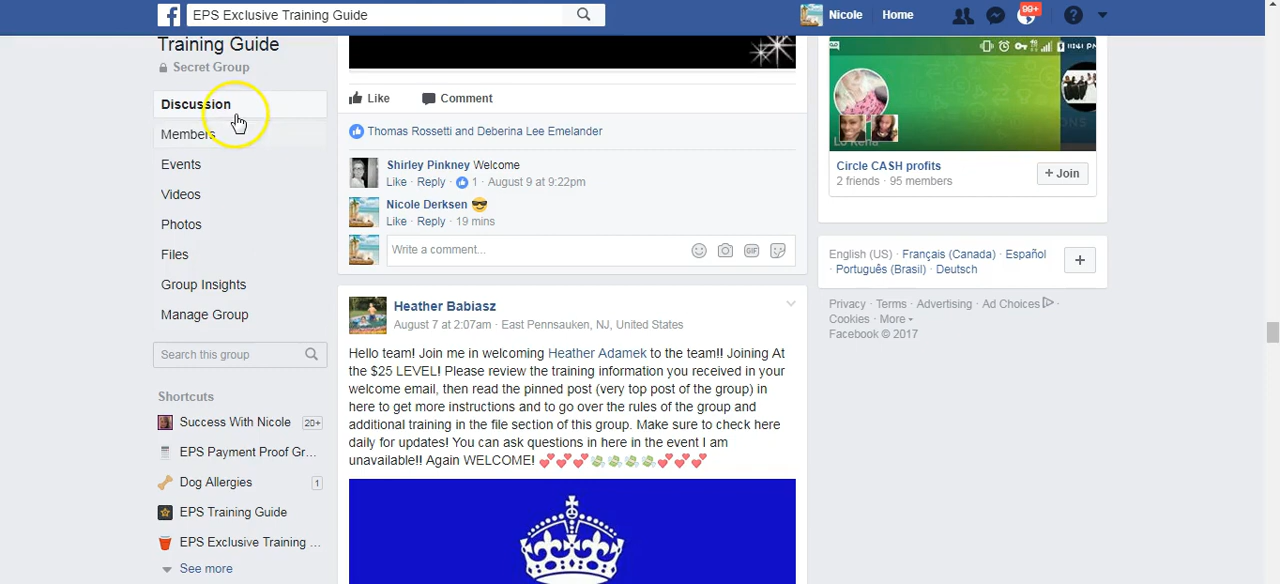 EPS Exclusive Training Guide
Nicole
Home
99+
Training Guide
Secret Group
Discussion
Members
Events
Videos
Photos
Files
Group Insights
Manage Group
Search this group
Shortcuts
Success With Nicole 20+
EPS Payment Proof Gr...
Dog Allergies 1
EPS Training Guide
EPS Exclusive Training ...
See more
Like Comment
Thomas Rossetti and Deberina Lee Emelander
Shirley Pinkney Welcome
Like · Reply · 1 · August 9 at 9:22pm
Nicole Derksen 😎
Like · Reply · 19 mins
Write a comment...
GIF
Heather Babiasz
August 7 at 2:07am · East Pennsauken, NJ, United States
Hello team! Join me in welcoming Heather Adamek to the team!! Joining At
the $25 LEVEL! Please review the training information you received in your
welcome email, then read the pinned post (very top post of the group) in
here to get more instructions and to go over the rules of the group and
additional training in the file section of this group. Make sure to check here
daily for updates! You can ask questions in here in the event I am
unavailable!! Again WELCOME! 💕💕💕💸💸💸💸💕💕💕
Circle CASH profits
2 friends · 95 members
+ Join
English (US) · Français (Canada) · Español
· Português (Brasil) · Deutsch
+
Privacy · Terms · Advertising · Ad Choices ·
Cookies · More
Facebook © 2017